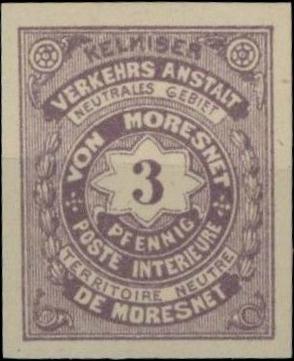 KELMISER
VERKEHRS ANSTALT
NEUTRALES GEBIET
VON MORESNET
3
PFENNIG
POSTE INTERIEURE
TERRITOIRE NEUTRE
DE MORESNET